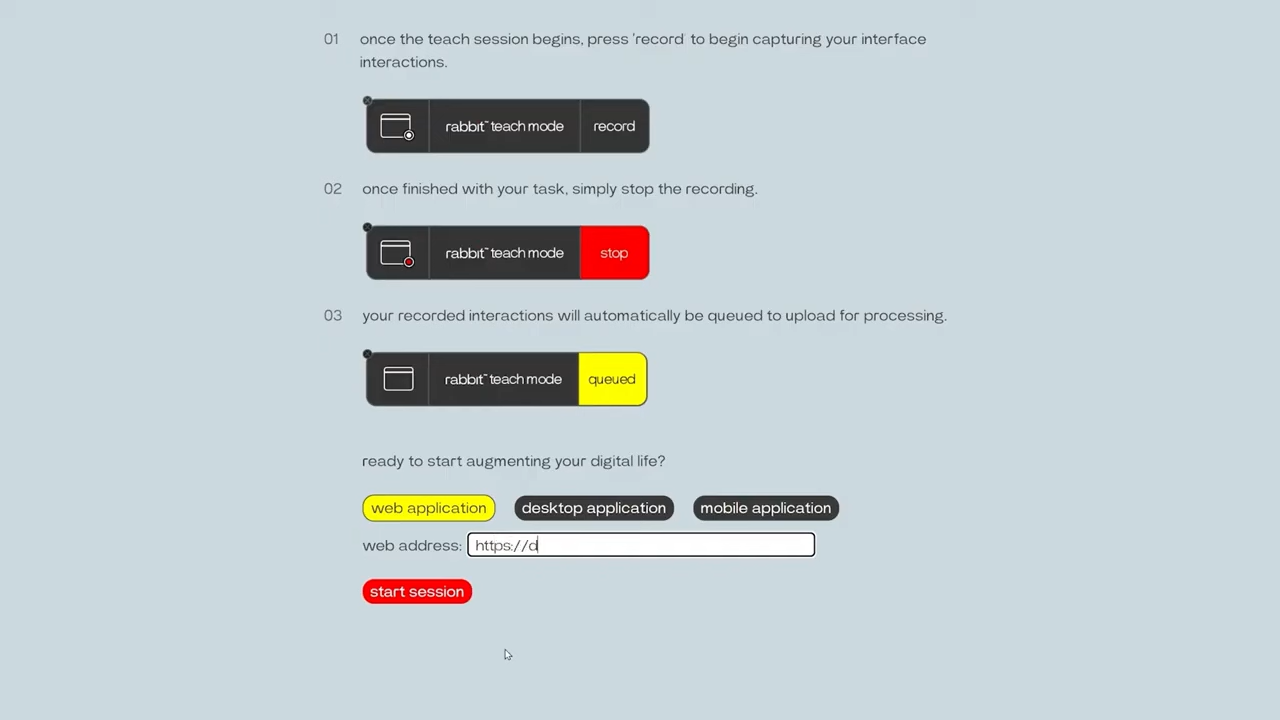 01 once the teach session begins, press 'record' to begin capturing your interface
interactions.
rabbit™ teach mode record
02 once finished with your task, simply stop the recording.
rabbit™ teach mode stop
03 your recorded interactions will automatically be queued to upload for processing.
rabbit™ teach mode queued
ready to start augmenting your digital life?
web application desktop application mobile application
web address: https://d
start session